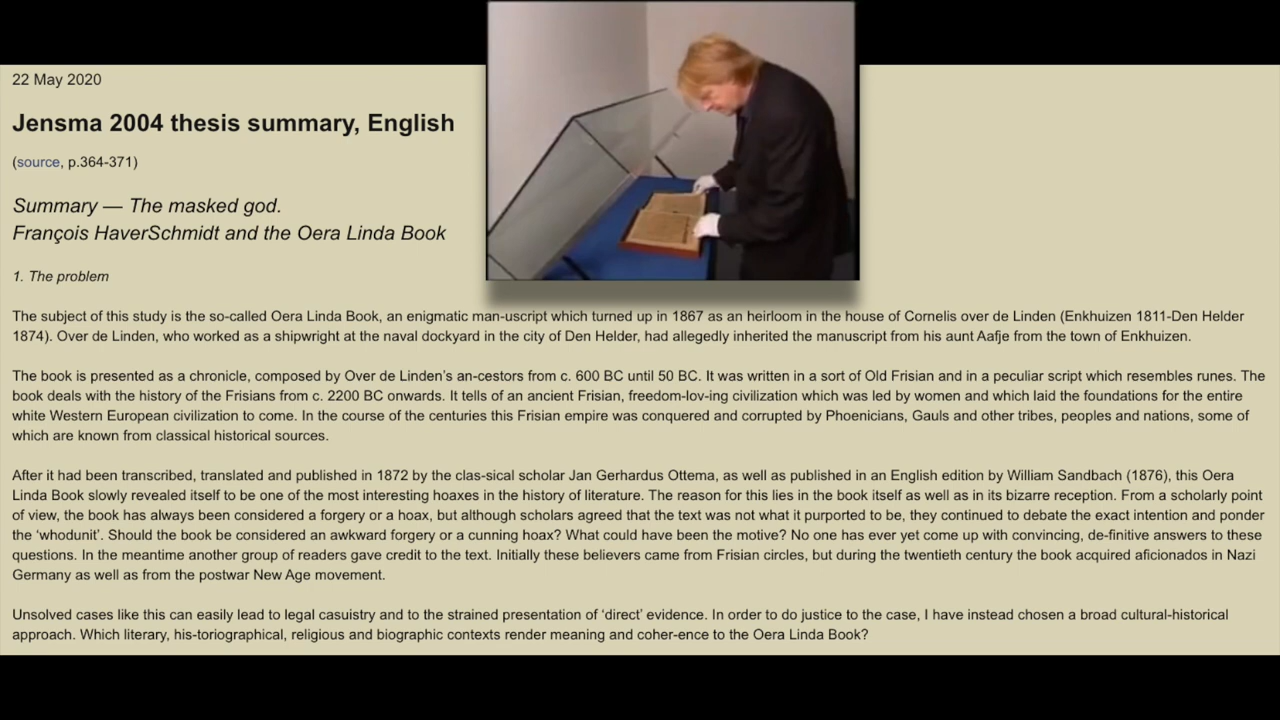 22 May 2020
Jensma 2004 thesis summary, English
(source, p.364-371)
Summary — The masked god.
François HaverSchmidt and the Oera Linda Book
1. The problem
The subject of this study is the so-called Oera Linda Book, an enigmatic man-uscript which turned up in 1867 as an heirloom in the house of Cornelis over de Linden (Enkhuizen 1811-Den Helder
1874). Over de Linden, who worked as a shipwright at the naval dockyard in the city of Den Helder, had allegedly inherited the manuscript from his aunt Aafje from the town of Enkhuizen.
The book is presented as a chronicle, composed by Over de Linden's an-cestors from c. 600 BC until 50 BC. It was written in a sort of Old Frisian and in a peculiar script which resembles runes. The
book deals with the history of the Frisians from c. 2200 BC onwards. It tells of an ancient Frisian, freedom-lov-ing civilization which was led by women and which laid the foundations for the entire
white Western European civilization to come. In the course of the centuries this Frisian empire was conquered and corrupted by Phoenicians, Gauls and other tribes, peoples and nations, some of
which are known from classical historical sources.
After it had been transcribed, translated and published in 1872 by the clas-sical scholar Jan Gerhardus Ottema, as well as published in an English edition by William Sandbach (1876), this Oera
Linda Book slowly revealed itself to be one of the most interesting hoaxes in the history of literature. The reason for this lies in the book itself as well as in its bizarre reception. From a scholarly point
of view, the book has always been considered a forgery or a hoax, but although scholars agreed that the text was not what it purported to be, they continued to debate the exact intention and ponder
the ‘whodunit’. Should the book be considered an awkward forgery or a cunning hoax? What could have been the motive? No one has ever yet come up with convincing, de-finitive answers to these
questions. In the meantime another group of readers gave credit to the text. Initially these believers came from Frisian circles, but during the twentieth century the book acquired aficionados in Nazi
Germany as well as from the postwar New Age movement.
Unsolved cases like this can easily lead to legal casuistry and to the strained presentation of ‘direct’ evidence. In order to do justice to the case, I have instead chosen a broad cultural-historical
approach. Which literary, his-toriographical, religious and biographic contexts render meaning and coher-ence to the Oera Linda Book?